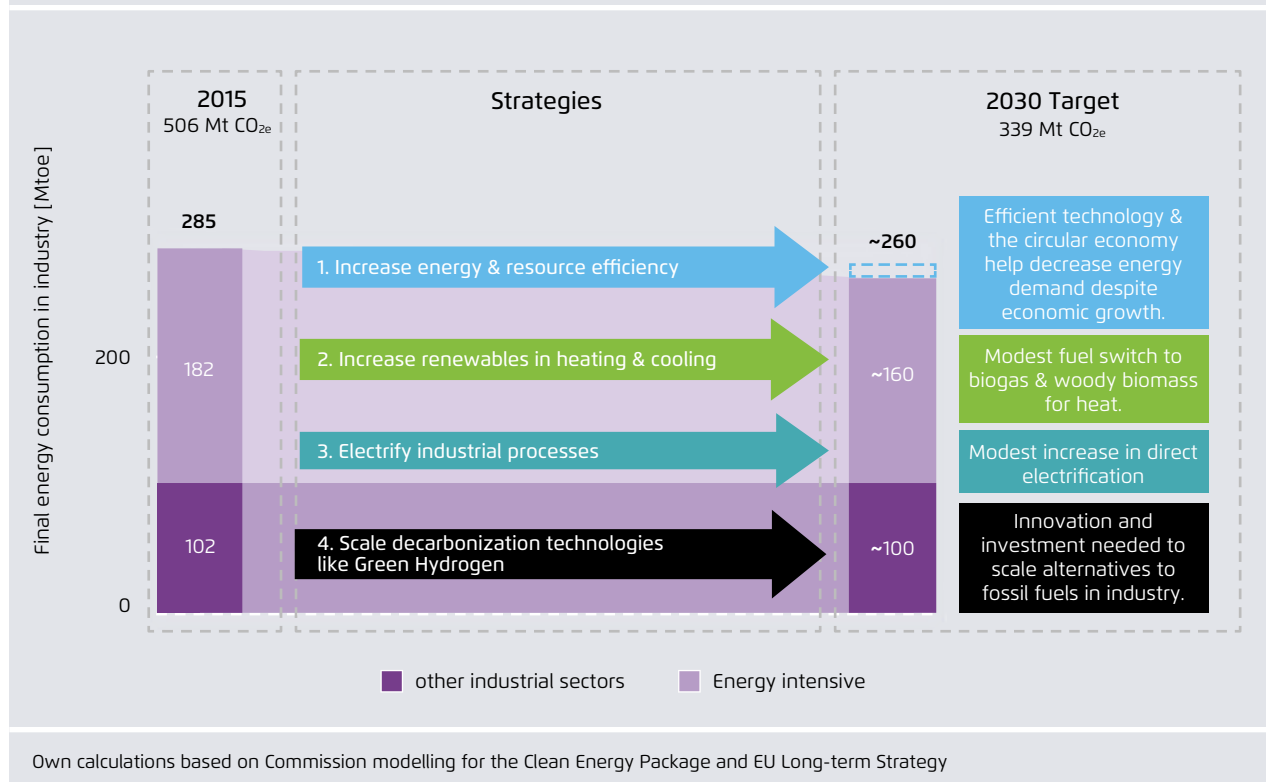 2015
506 Mt CO2e
Strategies
2030 Target
339 Mt CO2e
Final energy consumption in industry [Mtoe]
285
200
182
102
0
1. Increase energy & resource efficiency
2. Increase renewables in heating & cooling
3. Electrify industrial processes
4. Scale decarbonization technologies
like Green Hydrogen
~260
~160
~100
Efficient technology &
the circular economy
help decrease energy
demand despite
economic growth.
Modest fuel switch to
biogas & woody biomass
for heat.
Modest increase in direct
electrification
Innovation and
investment needed to
scale alternatives to
fossil fuels in industry.
other industrial sectors
Energy intensive
Own calculations based on Commission modelling for the Clean Energy Package and EU Long-term Strategy